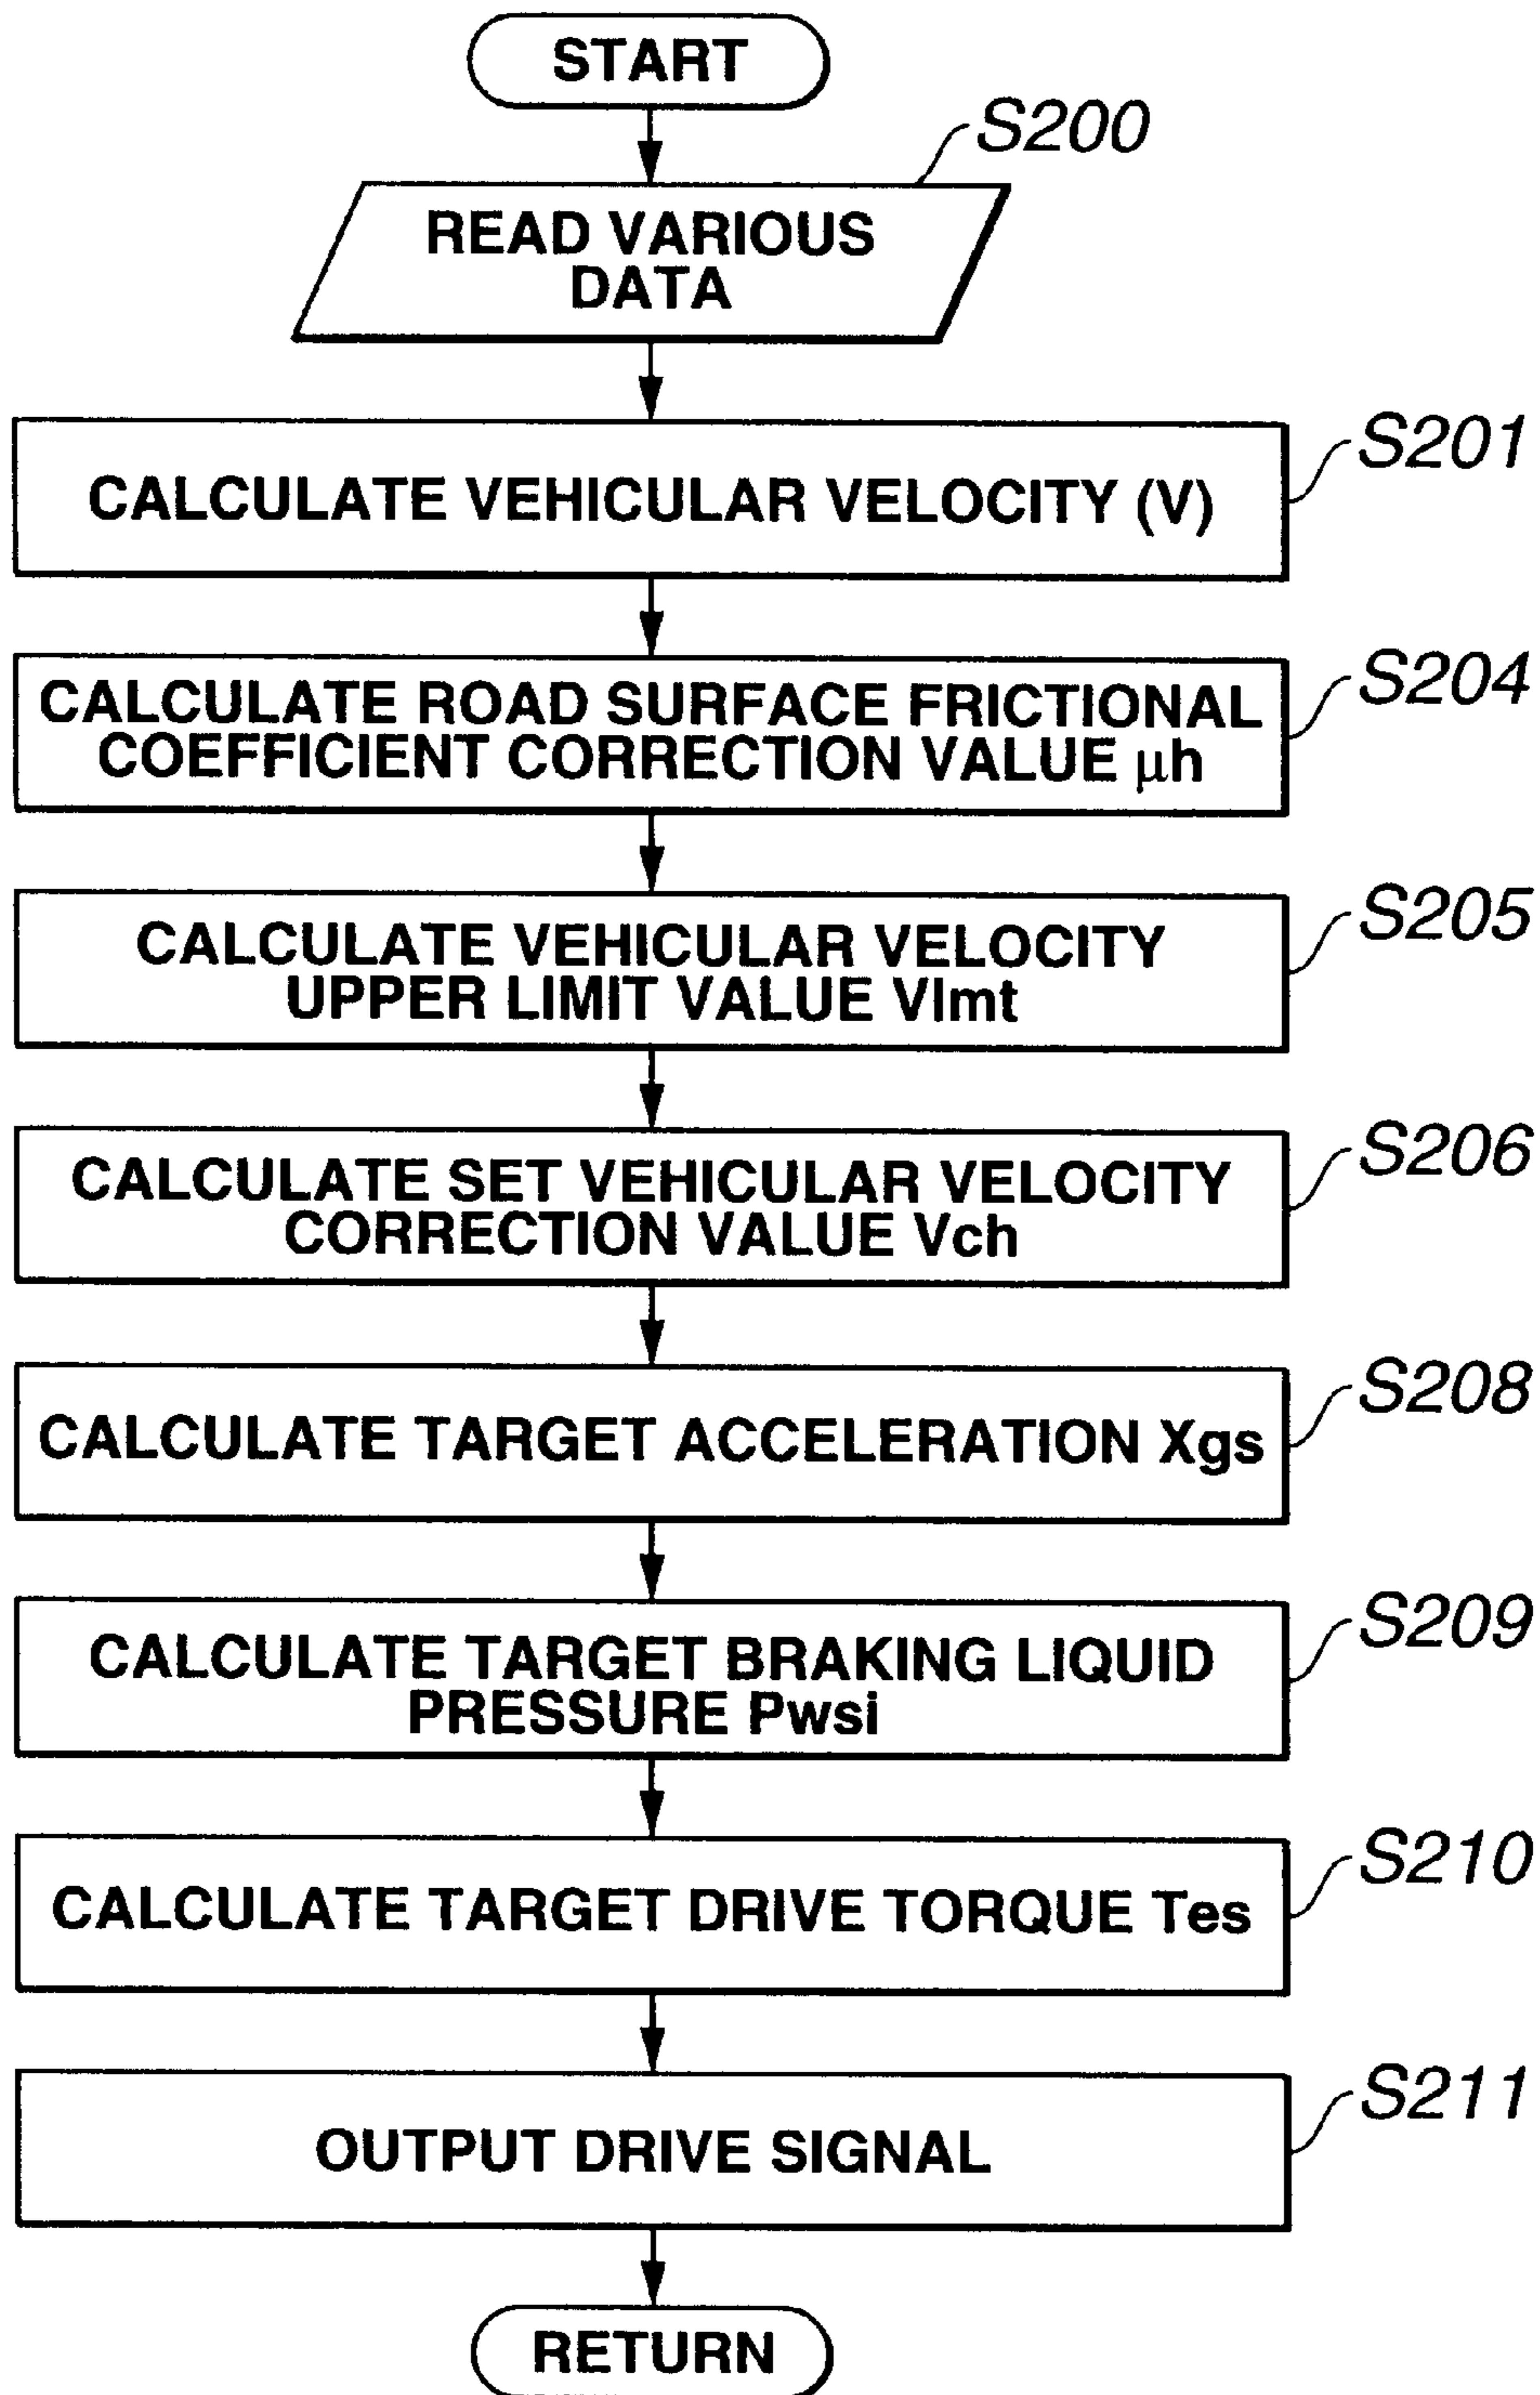 START
S200
READ VARIOUS
DATA
S201
CALCULATE VEHICULAR VELOCITY (V)
S204
CALCULATE ROAD SURFACE FRICTIONAL
COEFFICIENT CORRECTION VALUE μh
S205
CALCULATE VEHICULAR VELOCITY
UPPER LIMIT VALUE Vlmt
S206
CALCULATE SET VEHICULAR VELOCITY
CORRECTION VALUE Vch
S208
CALCULATE TARGET ACCELERATION Xgs
S209
CALCULATE TARGET BRAKING LIQUID
PRESSURE Pwsi
S210
CALCULATE TARGET DRIVE TORQUE Tes
S211
OUTPUT DRIVE SIGNAL
RETURN